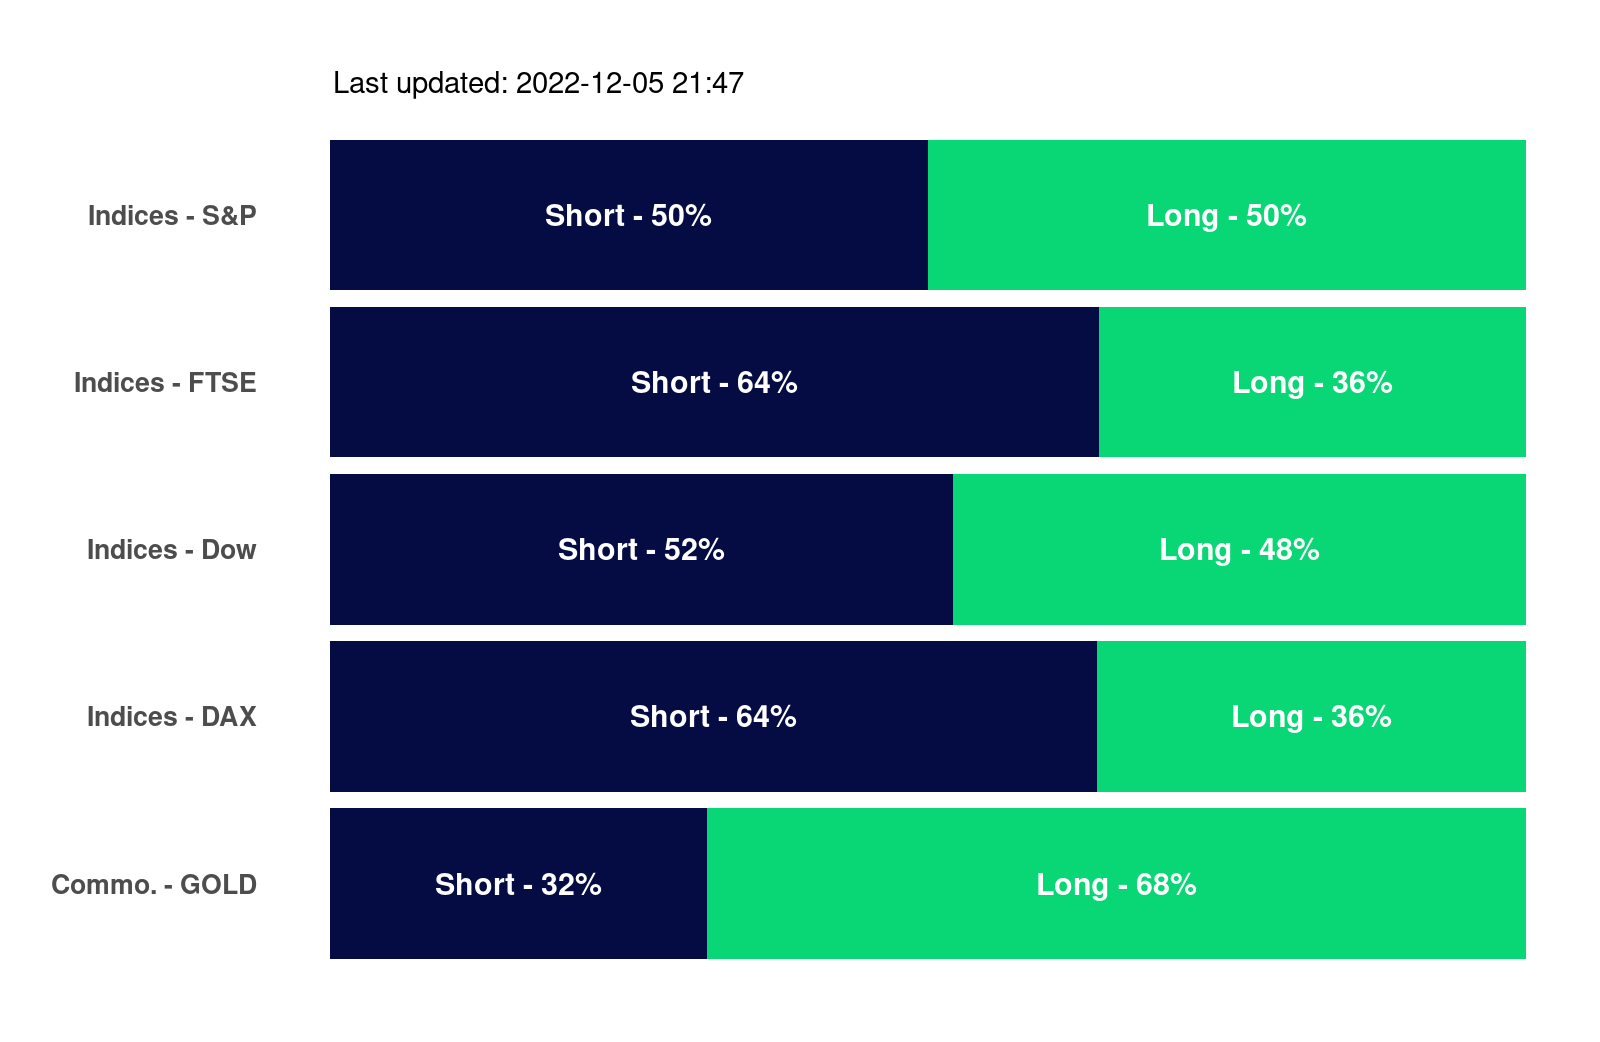 Last updated: 2022-12-05 21:47
Indices - S&P Short - 50% Long - 50%
Indices - FTSE Short - 64% Long - 36%
Indices - Dow Short - 52% Long - 48%
Indices - DAX Short - 64% Long - 36%
Commo. - GOLD Short - 32% Long - 68%